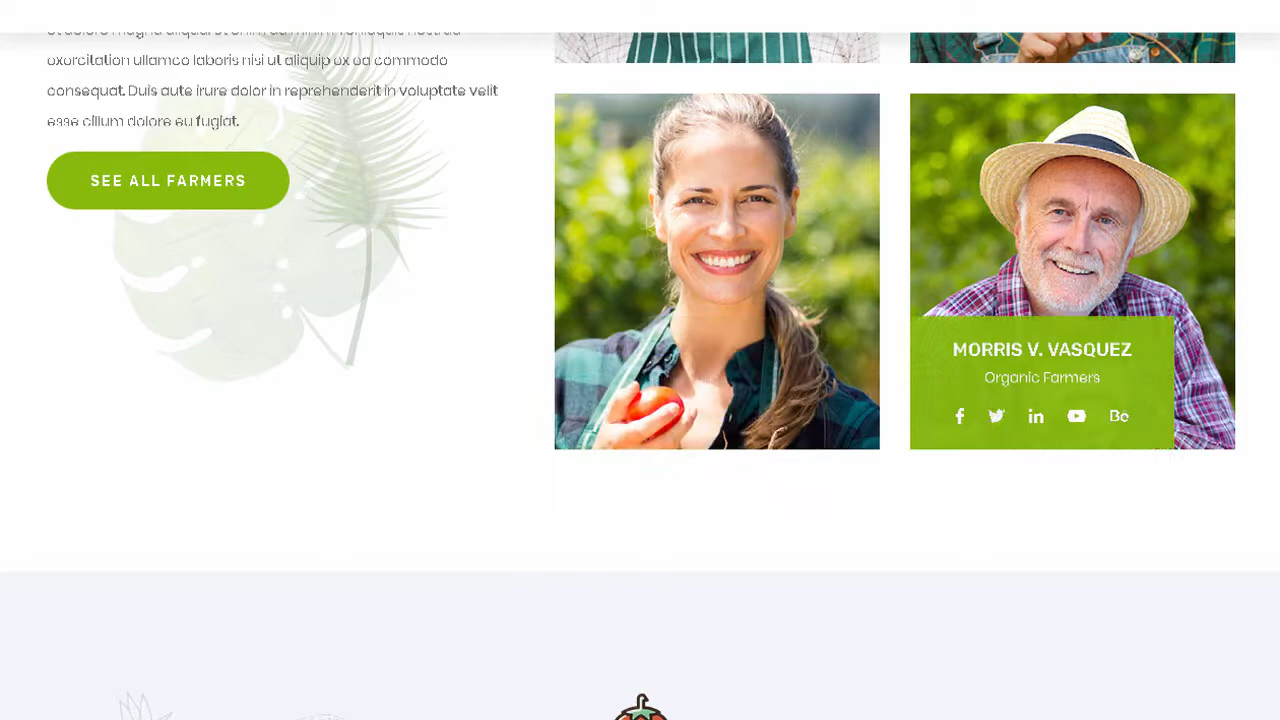 exercitation ullamco laboris nisi ut aliquip ex ea commodo
consequat. Duis aute irure dolor in reprehenderit in voluptate velit
esse cillum dolore eu fugiat.
SEE ALL FARMERS
MORRIS V. VASQUEZ
Organic Farmers
Bē